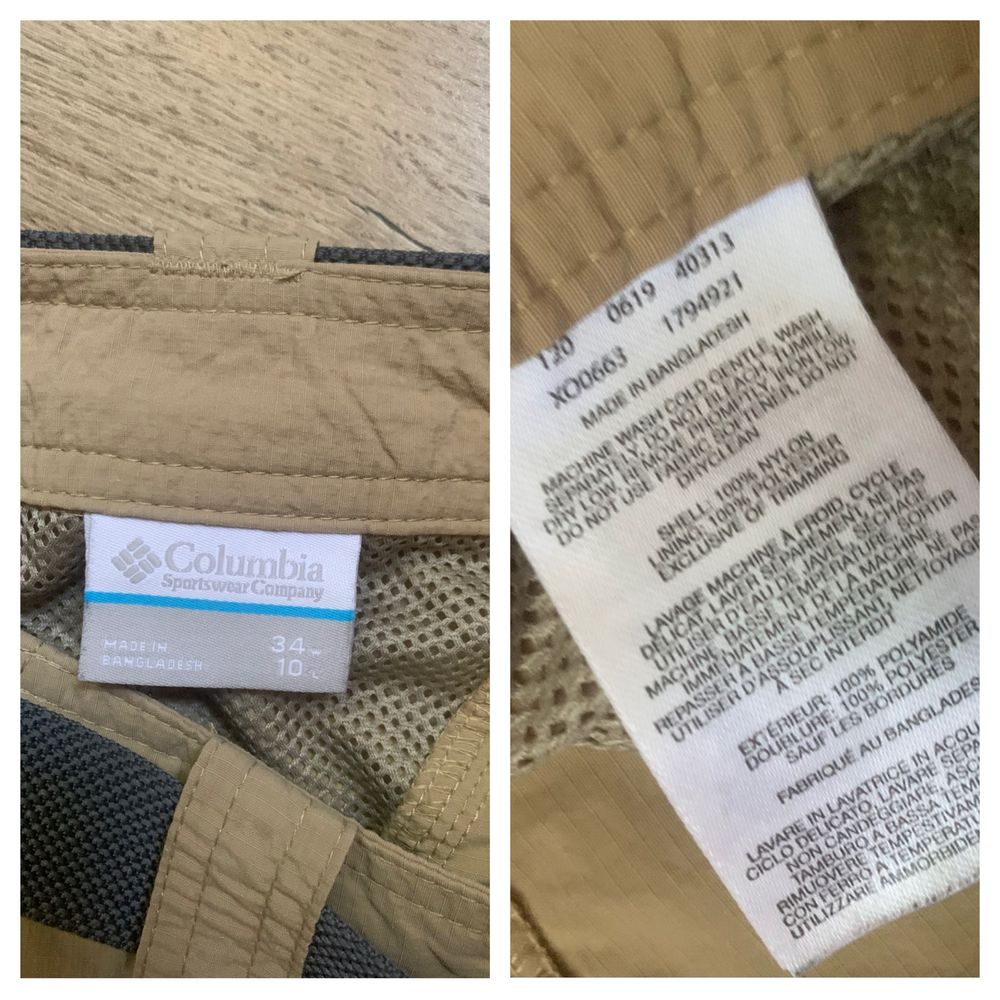 Columbia
Sportswear Company
MADE IN
BANGLADESH
34 W
10 L
120 0619 40313
XO0663 1794921
MADE IN BANGLADESH
MACHINE WASH COLD GENTLE, WASH
SEPARATELY, DO NOT BLEACH, TUMBLE
DRY LOW, REMOVE PROMPTLY, IRON LOW,
DO NOT USE FABRIC SOFTENER, DO NOT
DRYCLEAN
SHELL: 100% NYLON
LINING: 100% POLYESTER
EXCLUSIVE OF TRIMMING
LAVAGE MACHINE À FROID, CYCLE
DÉLICAT, LAVER SÉPARÉMENT, NE PAS
UTILISER D'EAU DE JAVEL, SÉCHAGE
MACHINE À BASSE TEMPÉRATURE, SORTIR
IMMÉDIATEMENT DE LA MACHINE,
REPASSER À BASSE TEMPÉRATURE, NE PAS
UTILISER D'ASSOUPLISSANT, NETTOYAGE
À SEC INTERDIT
EXTÉRIEUR: 100% POLYAMIDE
DOUBLURE: 100% POLYESTER
SAUF LES BORDURES
FABRIQUÉ AU BANGLADES
LAVARE IN LAVATRICE IN ACQU
CICLO DELICATO, LAVARE SEPA
NON CANDEGGIARE, ASC
TAMBURO A BASSA TEMP
RIMUOVERE TEMPESTIVAM
CON FERRO A TEMPERATU
UTILIZZARE AMMORBIDE